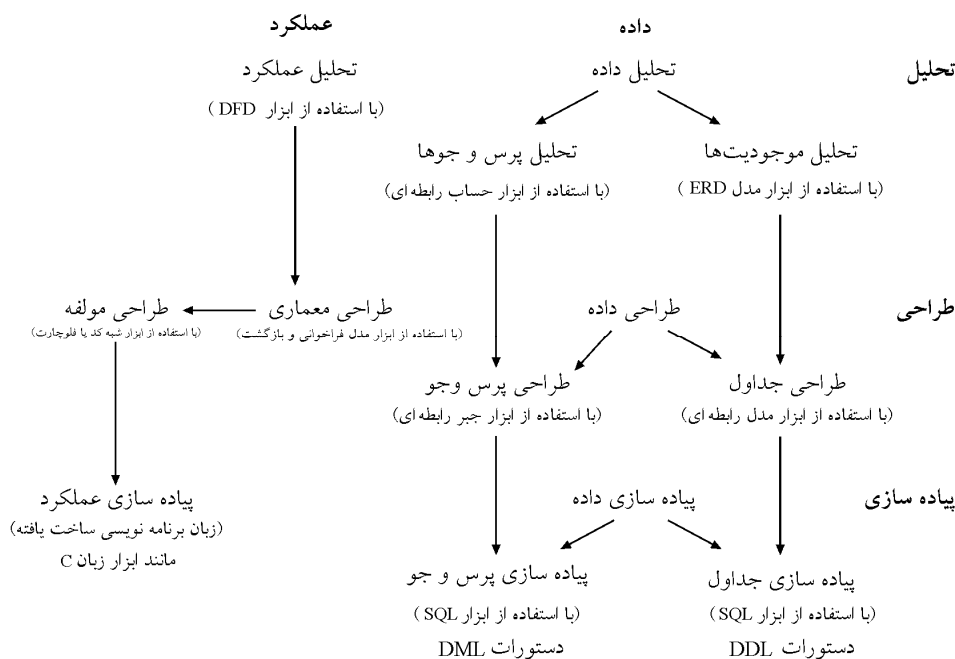 داده
عملکرد
تحلیل
تحلیل داده
تحلیل عملکرد
(با استفاده از ابزار DFD )
تحلیل موجودیت‌ها
(با استفاده از ابزار مدل ERD )
تحلیل پرس و جوها
(با استفاده از ابزار حساب رابطه ای)
طراحی
طراحی داده
طراحی معماری
(با استفاده از ابزار مدل فراخوانی و بازگشت)
طراحی مولفه
(با استفاده از ابزار شبه کد یا فلوچارت)
طراحی جداول
(با استفاده از ابزار مدل رابطه ای)
طراحی پرس وجو
(با استفاده از ابزار جبر رابطه ای)
پیاده سازی
پیاده سازی داده
پیاده سازی عملکرد
(زبان برنامه نویسی ساخت یافته)
مانند ابزار زبان C
پیاده سازی جداول
(با استفاده از ابزار SQL )
دستورات DDL
پیاده سازی پرس و جو
(با استفاده از ابزار SQL )
دستورات DML